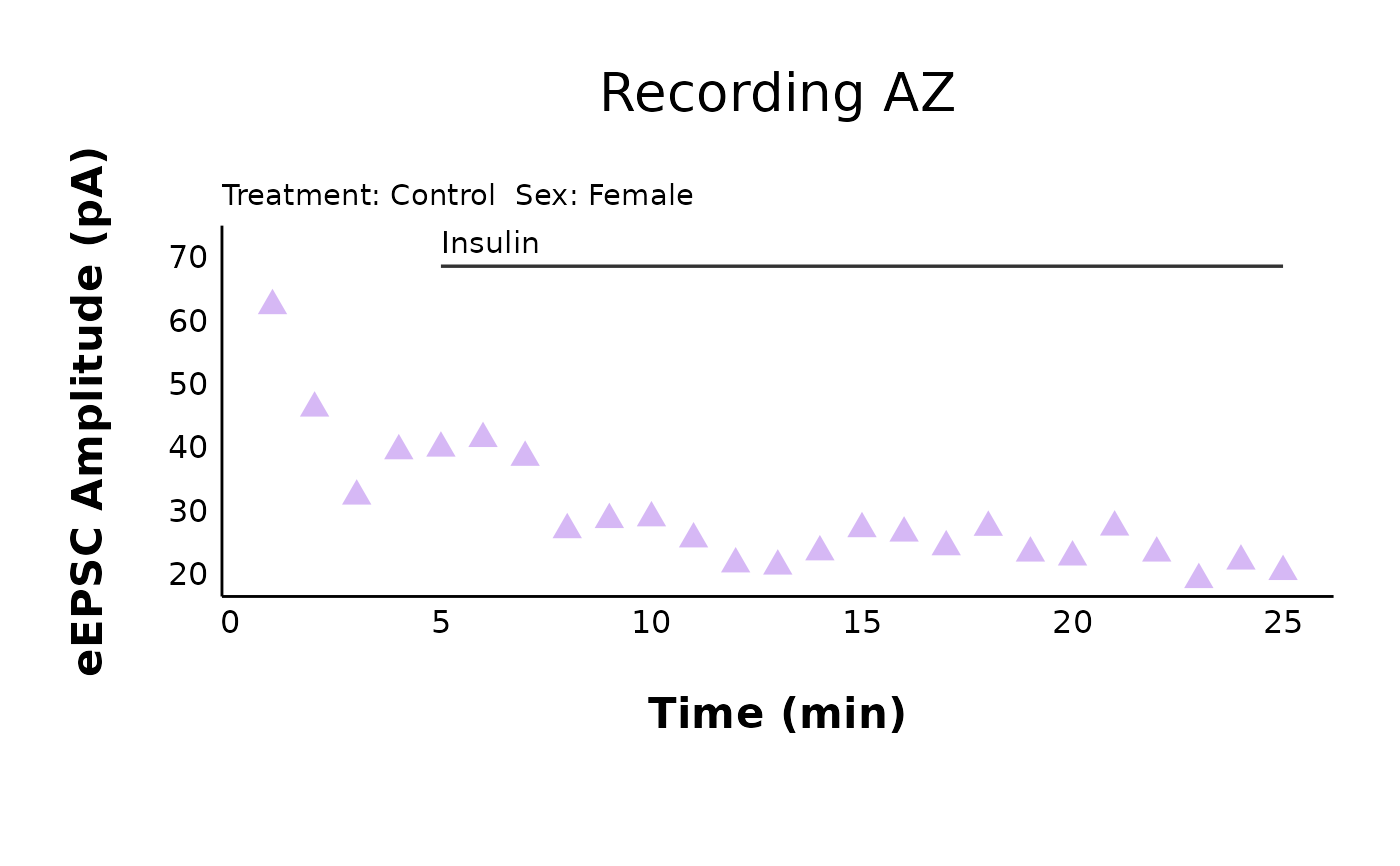 Recording AZ
Treatment: Control  Sex: Female
Insulin
eEPSC Amplitude (pA)
70
60
50
40
30
20
0 5 10 15 20 25
Time (min)